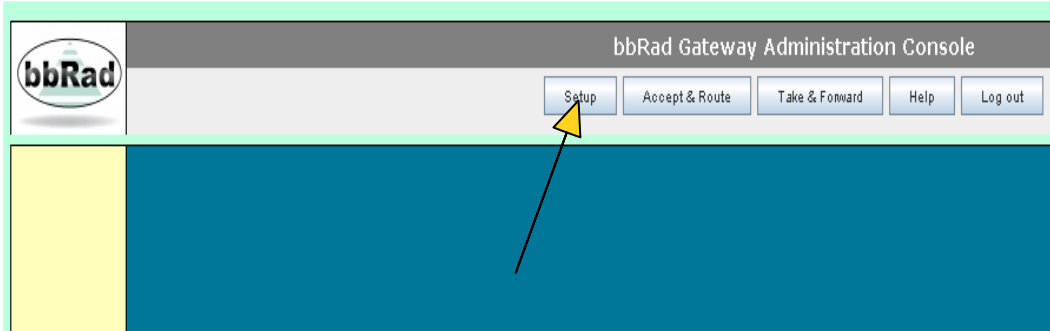 bbRad
bbRad Gateway Administration Console
Setup Accept & Route Take & Forward Help Log out